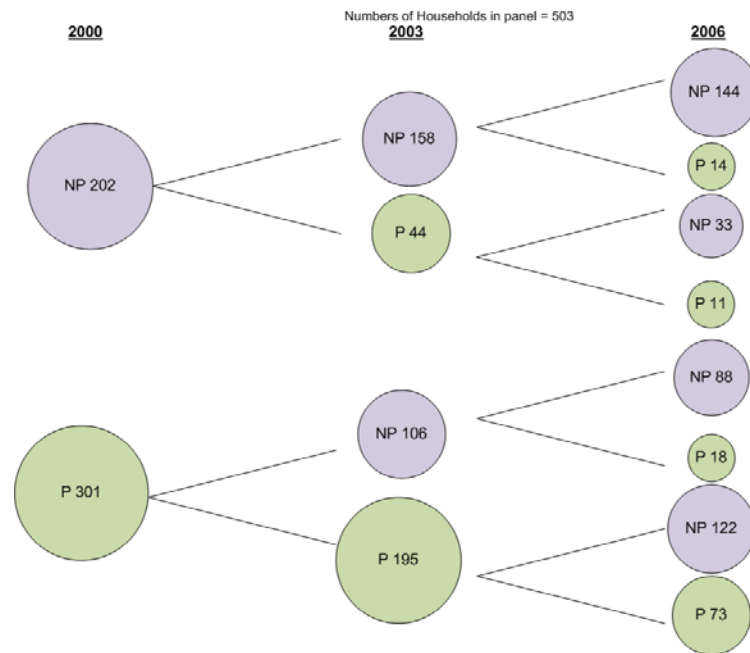 Numbers of Households in panel = 503
2000
2003
2006
NP 144
NP 158
NP 202
P 14
P 44
NP 33
P 11
NP 88
NP 106
P 18
P 301
NP 122
P 195
P 73